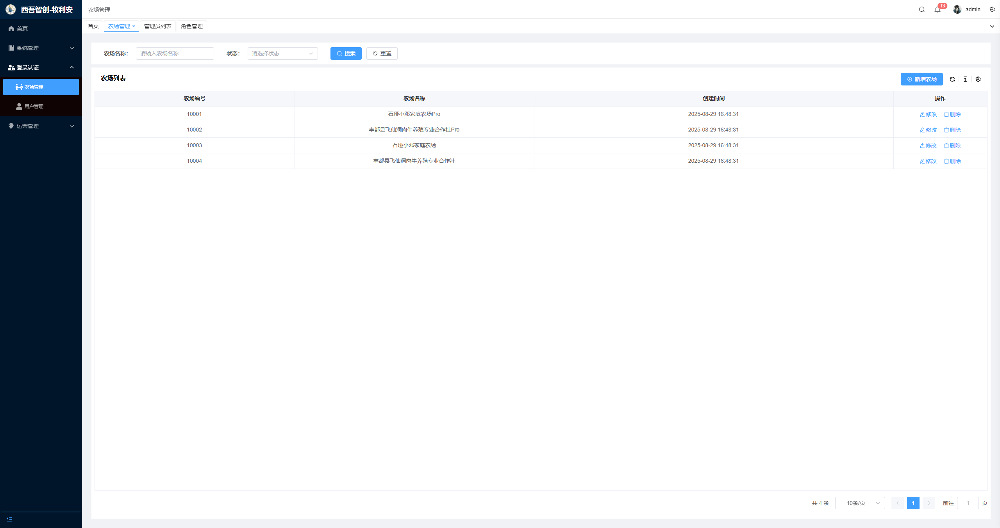 西吾智创-牧利安
首页
系统管理
登录认证
农场管理
用户管理
运营管理
农场管理
13
admin
首页 农场管理 × 管理员列表 角色管理
农场名称： 请输入农场名称 状态： 请选择状态 搜索 重置
农场列表
新增农场
农场编号 农场名称 创建时间 操作
10001 石垭小邓家庭农场Pro 2025-08-29 16:48:31 修改 删除
10002 丰都县飞仙洞肉牛养殖专业合作社Pro 2025-08-29 16:48:31 修改 删除
10003 石垭小邓家庭农场 2025-08-29 16:48:31 修改 删除
10004 丰都县飞仙洞肉牛养殖专业合作社 2025-08-29 16:48:31 修改 删除
共 4 条 10条/页 1 前往 1 页